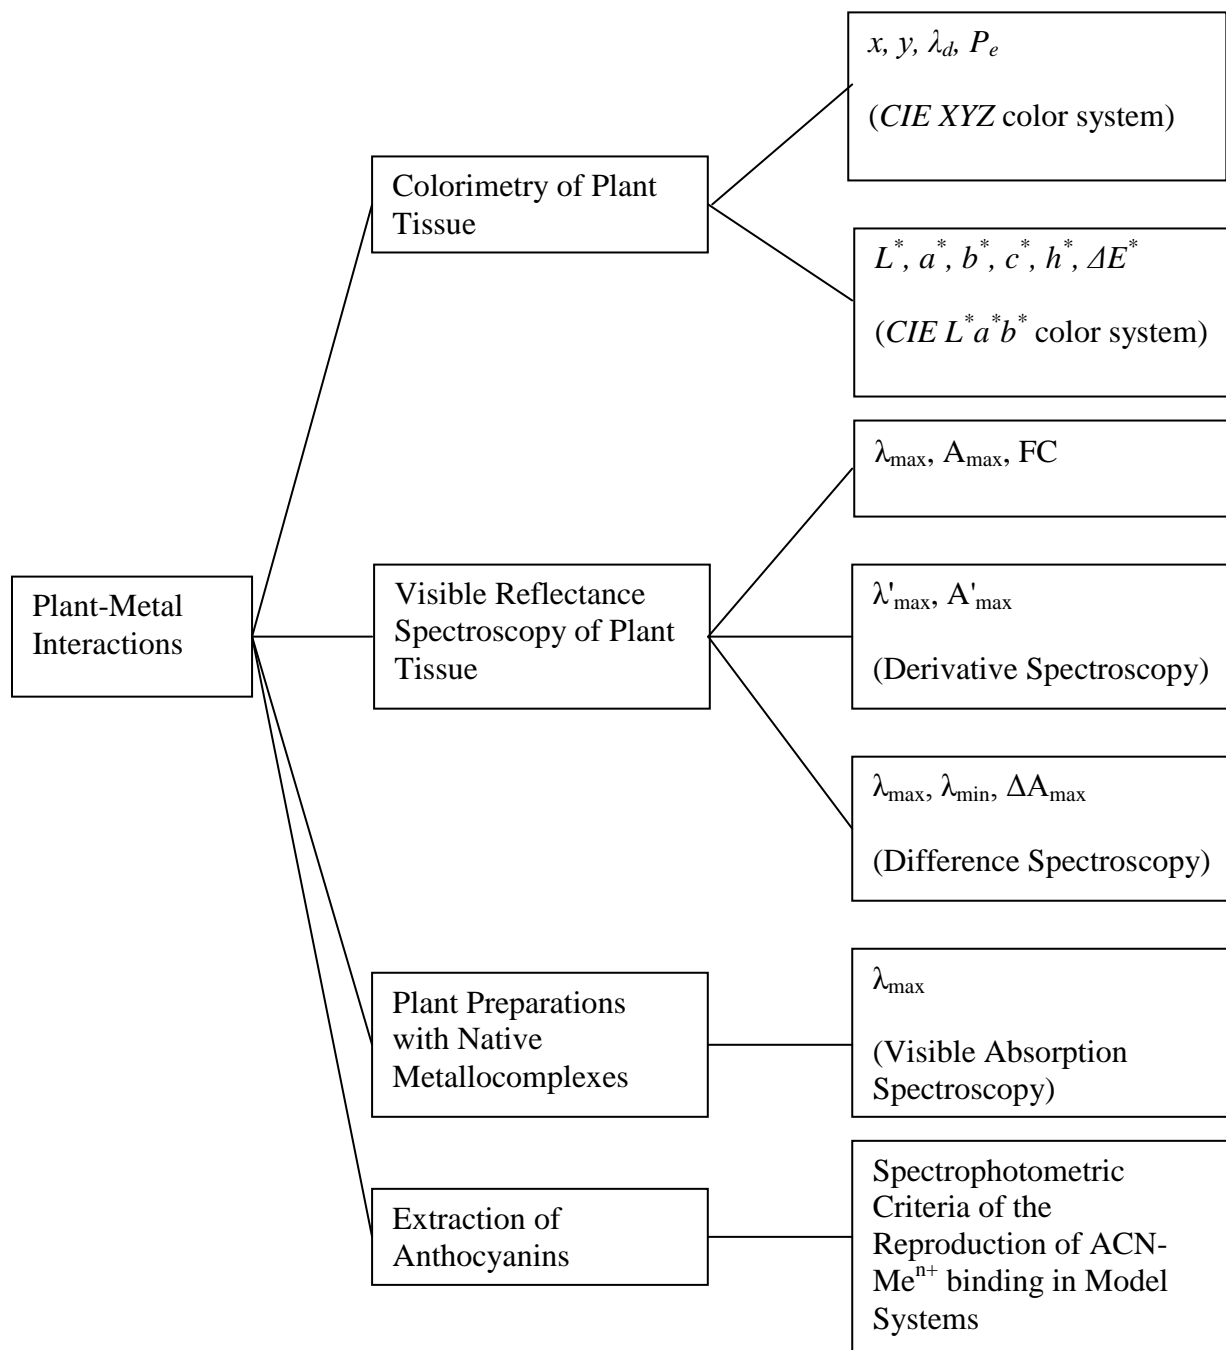 x, y, λd, Pe
(CIE XYZ color system)
Colorimetry of Plant
Tissue
L*, a*, b*, c*, h*, ΔE*
(CIE L*a*b* color system)
λmax, Amax, FC
Plant-Metal
Interactions
Visible Reflectance
Spectroscopy of Plant
Tissue
λ'max, A'max
(Derivative Spectroscopy)
λmax, λmin, ΔAmax
(Difference Spectroscopy)
Plant Preparations
with Native
Metallocomplexes
λmax
(Visible Absorption
Spectroscopy)
Extraction of
Anthocyanins
Spectrophotometric
Criteria of the
Reproduction of ACN-
Men+ binding in Model
Systems